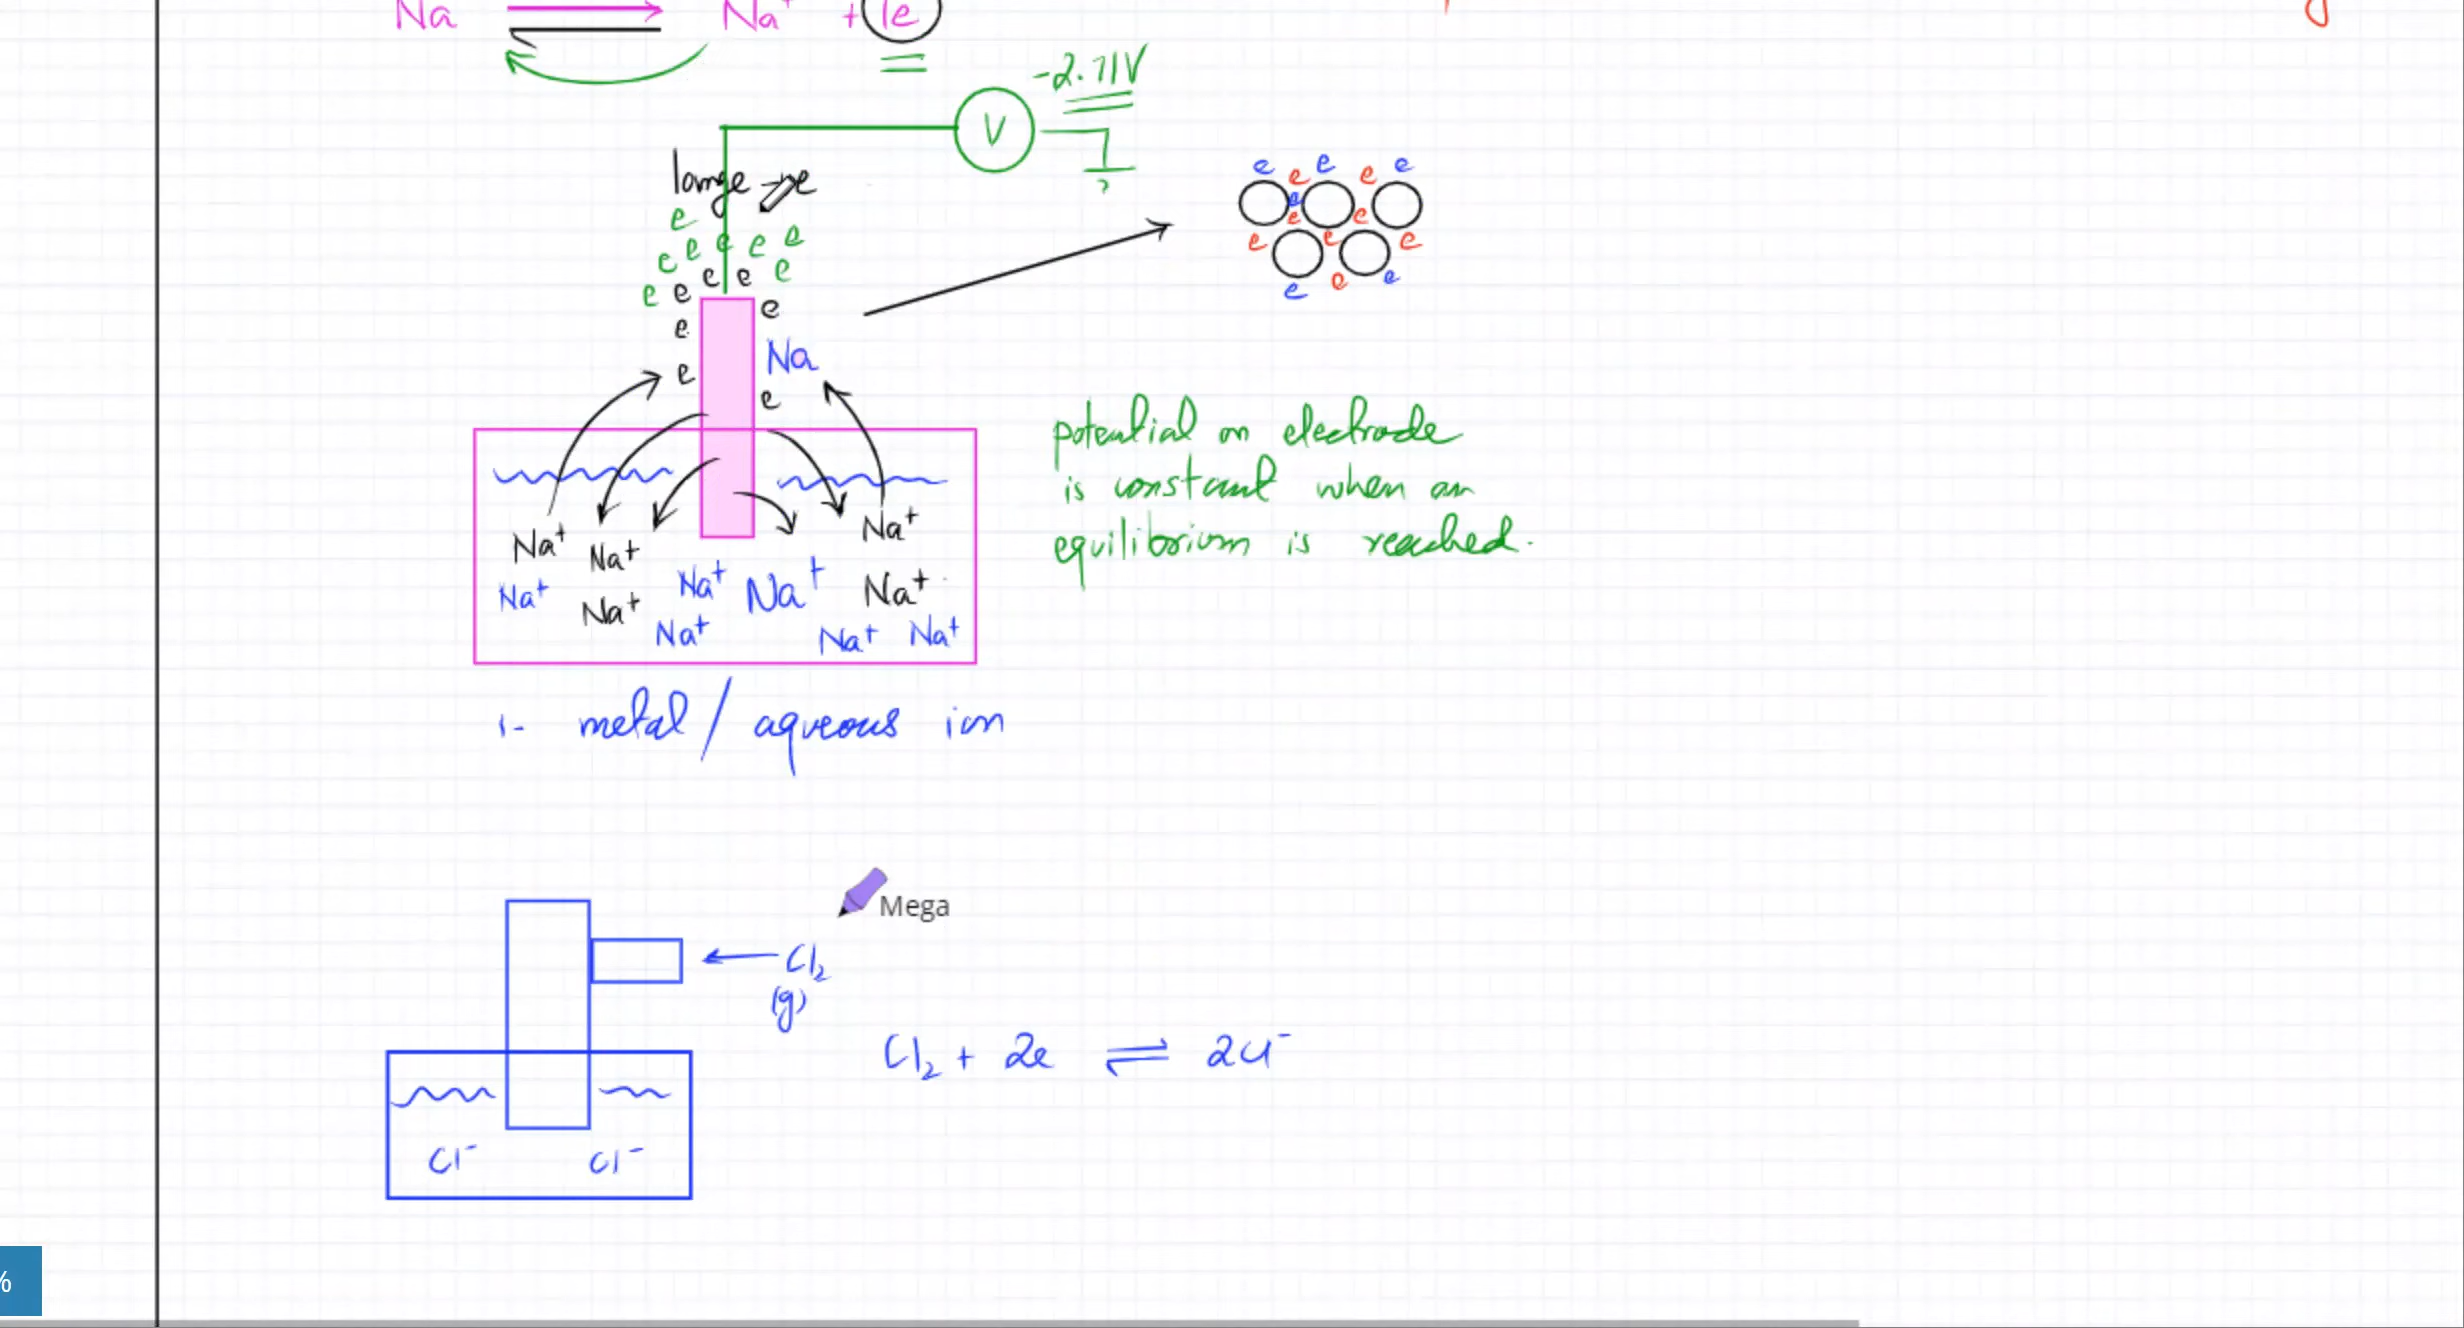 Na ⇌ Na⁺ + 1e
-2.71V
V
large -ve
e e e
e e e
e e e e e
e e e e e e
e e e e
e e e
e e e
e
e
Na
e
e
potential on electrode
is constant when an
equilibrium is reached.
Na⁺ Na⁺ Na⁺
Na⁺ Na⁺ Na⁺ Na⁺ Na⁺
Na⁺ Na⁺ Na⁺
1- metal / aqueous ion
Mega
Cl₂
(g)
Cl₂ + 2e ⇌ 2Cl⁻
Cl⁻ Cl⁻
%